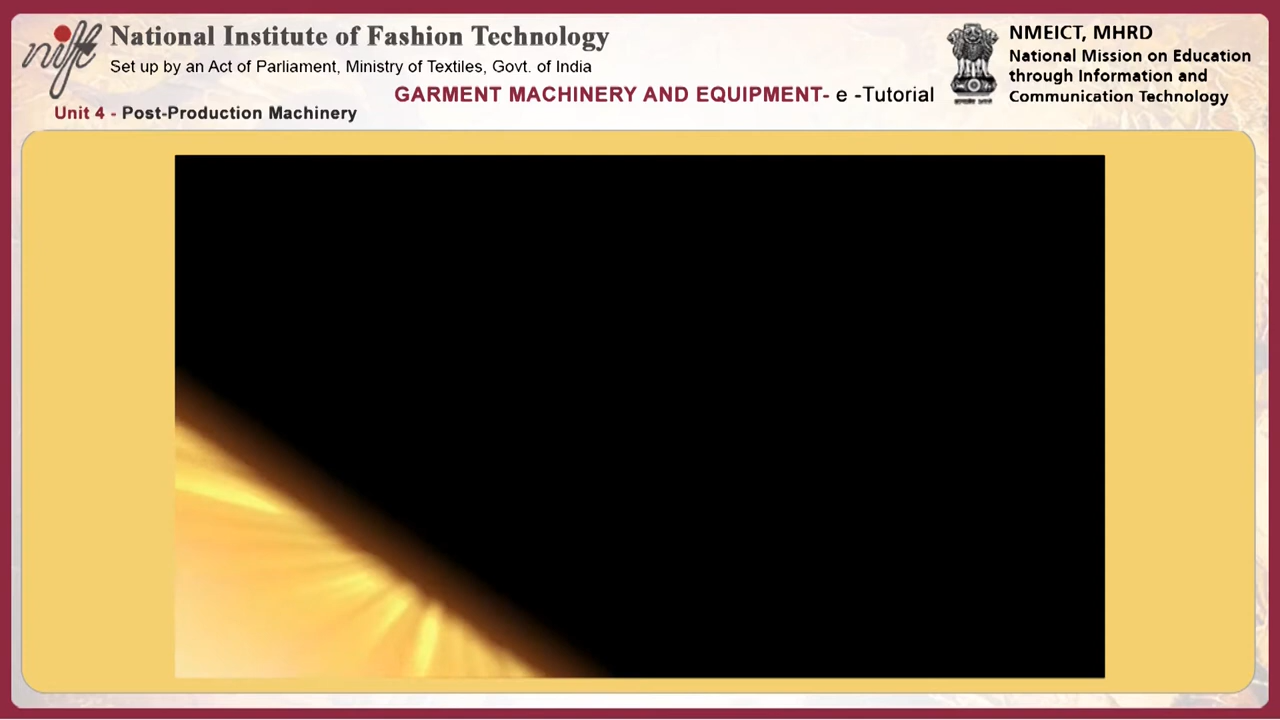 nift
National Institute of Fashion Technology
Set up by an Act of Parliament, Ministry of Textiles, Govt. of India
GARMENT MACHINERY AND EQUIPMENT- e -Tutorial
Unit 4 - Post-Production Machinery
NMEICT, MHRD
National Mission on Education
through Information and
Communication Technology